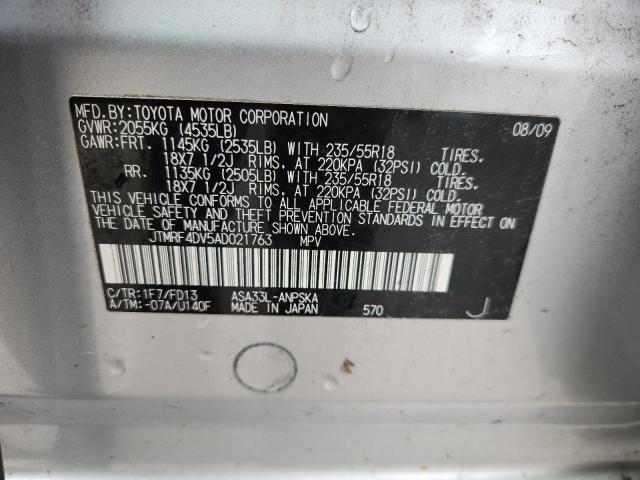 MFD.BY:TOYOTA MOTOR CORPORATION 08/09
GVWR:2055KG (4535LB)
GAWR:FRT. 1145KG (2535LB) WITH 235/55R18 TIRES.
18X7 1/2J RIMS, AT 220KPA (32PSI) COLD.
RR. 1135KG (2505LB) WITH 235/55R18 TIRES.
18X7 1/2J RIMS, AT 220KPA (32PSI) COLD.
THIS VEHICLE CONFORMS TO ALL APPLICABLE FEDERAL MOTOR
VEHICLE SAFETY AND THEFT PREVENTION STANDARDS IN EFFECT ON
THE DATE OF MANUFACTURE SHOWN ABOVE.
JTMRF4DV5AD021763 MPV
C/TR:1F7/FD13 ASA33L-ANPSKA
A/TM:-07A/U140F MADE IN JAPAN 570 J